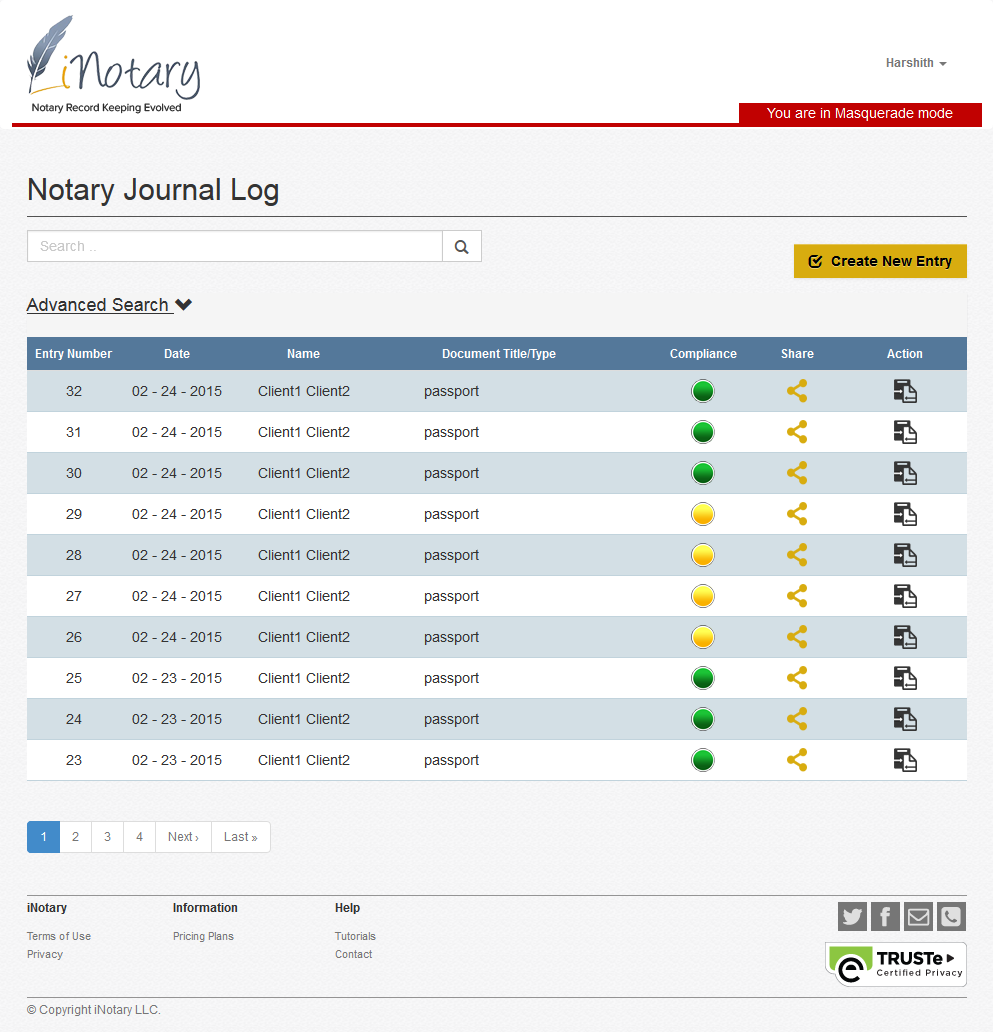 iNotary
Notary Record Keeping Evolved
Harshith
You are in Masquerade mode
Notary Journal Log
Search ..
Create New Entry
Advanced Search
Entry Number Date Name Document Title/Type Compliance Share Action
32 02 - 24 - 2015 Client1 Client2 passport
31 02 - 24 - 2015 Client1 Client2 passport
30 02 - 24 - 2015 Client1 Client2 passport
29 02 - 24 - 2015 Client1 Client2 passport
28 02 - 24 - 2015 Client1 Client2 passport
27 02 - 24 - 2015 Client1 Client2 passport
26 02 - 24 - 2015 Client1 Client2 passport
25 02 - 23 - 2015 Client1 Client2 passport
24 02 - 23 - 2015 Client1 Client2 passport
23 02 - 23 - 2015 Client1 Client2 passport
1 2 3 4 Next › Last »
iNotary Information Help
Terms of Use Pricing Plans Tutorials
Privacy Contact
TRUSTe
Certified Privacy
© Copyright iNotary LLC.